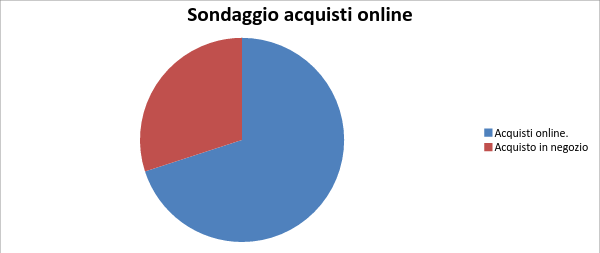 Sondaggio acquisti online
Acquisti online.
Acquisto in negozio